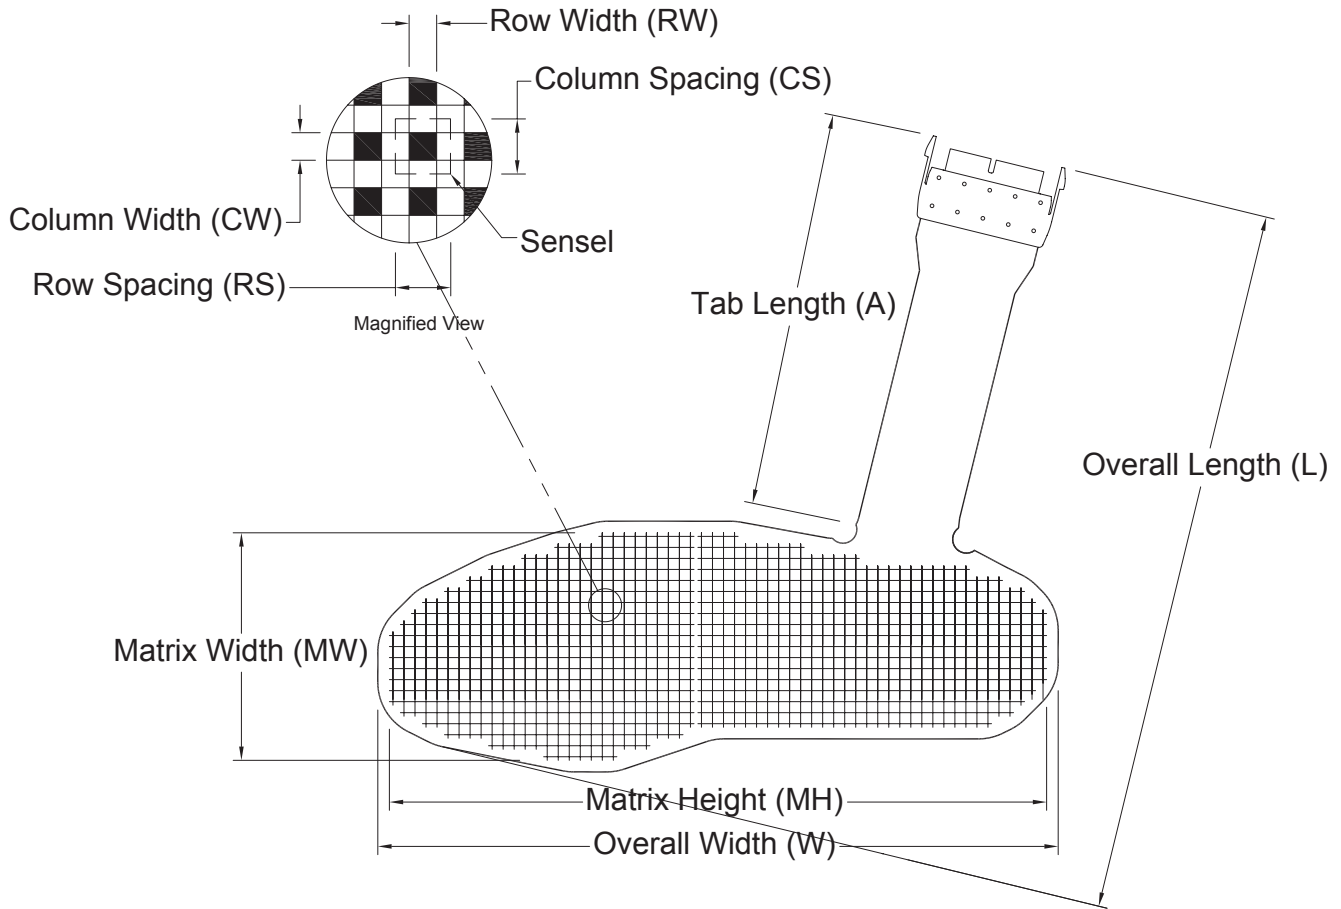 Row Width (RW)
Column Spacing (CS)
Column Width (CW)
Sensel
Row Spacing (RS)
Magnified View
Tab Length (A)
Overall Length (L)
Matrix Width (MW)
Matrix Height (MH)
Overall Width (W)